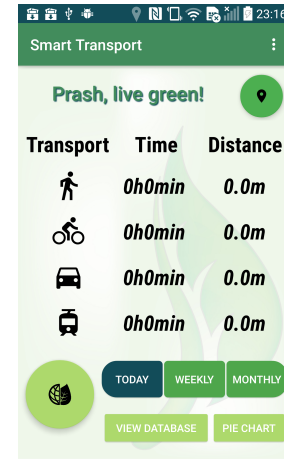 23:16
Smart Transport
Prash, live green!
Transport Time Distance
0h0min 0.0m
0h0min 0.0m
0h0min 0.0m
0h0min 0.0m
TODAY WEEKLY MONTHLY
VIEW DATABASE PIE CHART